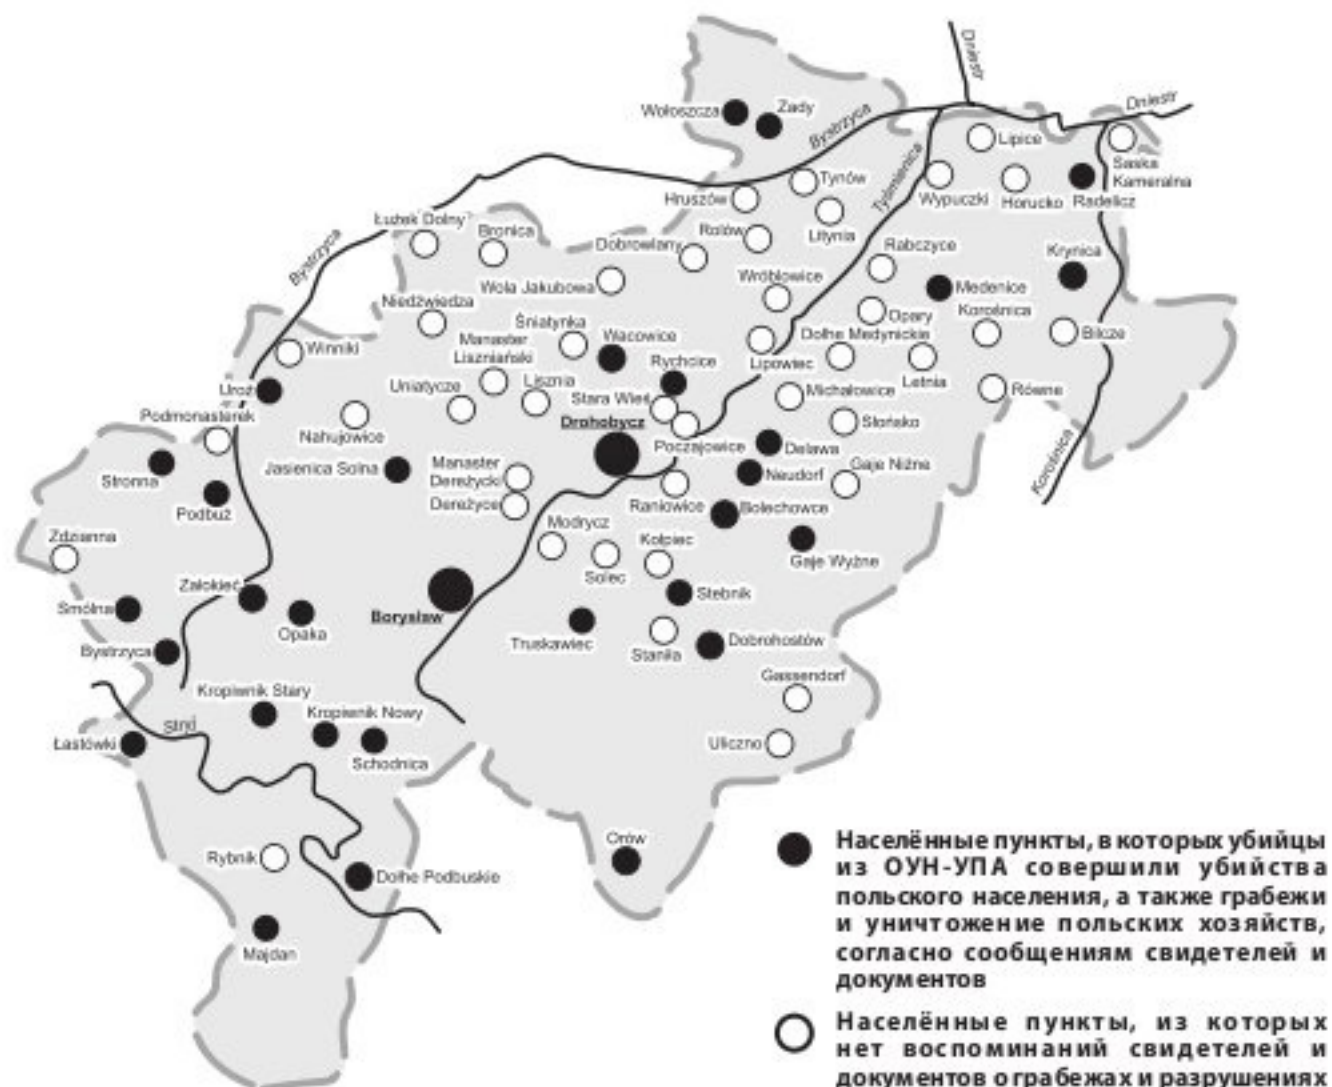 Dniestr
Dniestr
Wołoszcza
Zady
Bystrzyca
Lipice
Saska
Kameralna
Tynów
Tyśmienica
Wypuczki
Horucko
Radelicz
Hruszów
Litynia
Łużek Dolny
Bronica
Rolów
Dobrowlany
Rabczyce
Krynica
Bystrzyca
Wola Jakubowa
Wróblowice
Medenice
Niedźwiedza
Opary
Korośnica
Śniatynka
Wacowice
Dołhe Medynickie
Bilcze
Winniki
Manaster
Liszniański
Rychcice
Lipowiec
Letnia
Uroż
Uniatycze
Lisznia
Stara Wieś
Michałowice
Równe
Podmonasterek
Nahujowice
Drohobycz
Poczajowice
Słońsko
Delawa
Stronna
Jasienica Solna
Manaster
Dereżycki
Neudorf
Gaje Niżne
Korośnica
Podbuż
Dereżyce
Raniowice
Bolechowce
Zdzianna
Modrycz
Kołpiec
Solec
Gaje Wyżne
Załokieć
Stebnik
Smólna
Opaka
Borysław
Truskawiec
Staniła
Dobrohostów
Bystrzyca
Kropiwnik Stary
Gassendorf
Kropiwnik Nowy
Stryj
Łastówki
Schodnica
Uliczno
Orów
Rybnik
Dołhe Podbuskie
Majdan
Населённые пункты, в которых убийцы
из ОУН-УПА совершили убийства
польского населения, а также грабежи
и уничтожение польских хозяйств,
согласно сообщениям свидетелей и
документов
Населённые пункты, из которых
нет воспоминаний свидетелей и
документов о грабежах и разрушениях